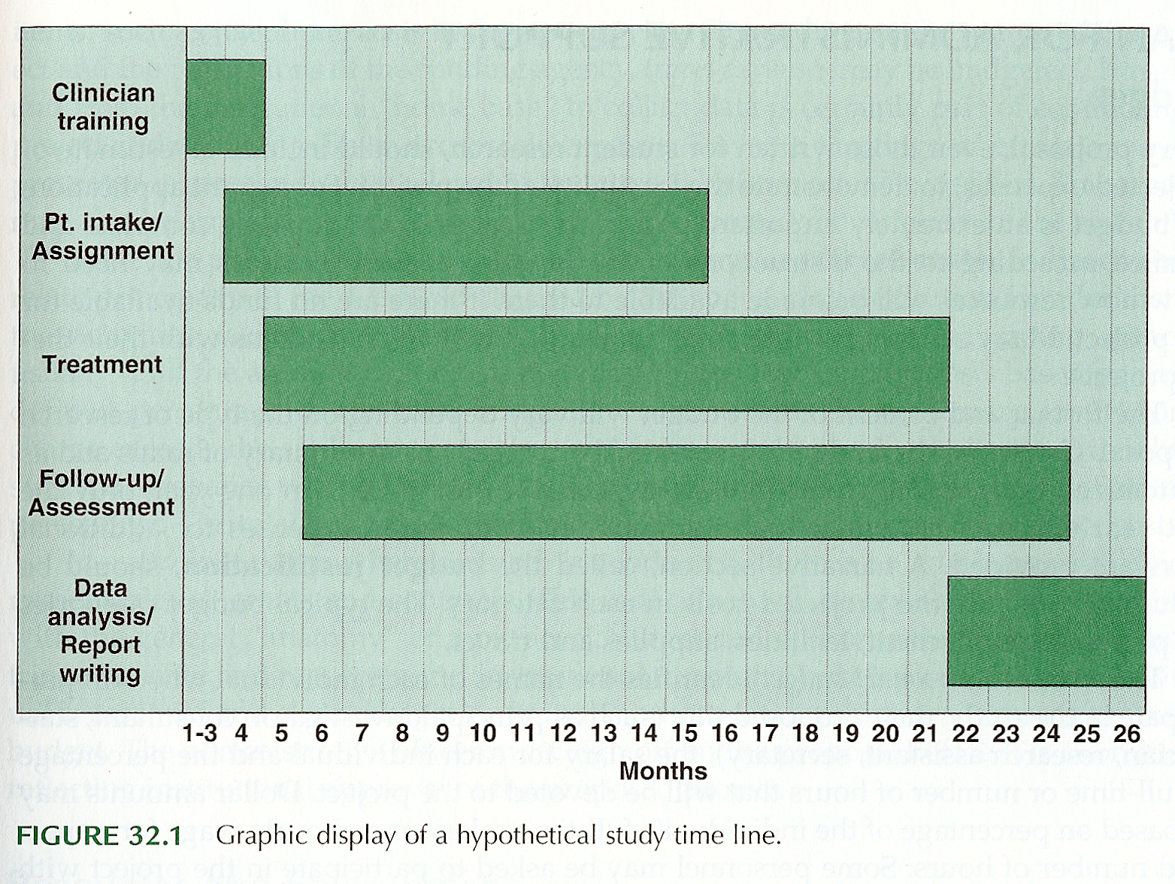 Clinician
training
Pt. intake/
Assignment
Treatment
Follow-up/
Assessment
Data
analysis/
Report
writing
1-3 4 5 6 7 8 9 10 11 12 13 14 15 16 17 18 19 20 21 22 23 24 25 26
Months
FIGURE 32.1 Graphic display of a hypothetical study time line.